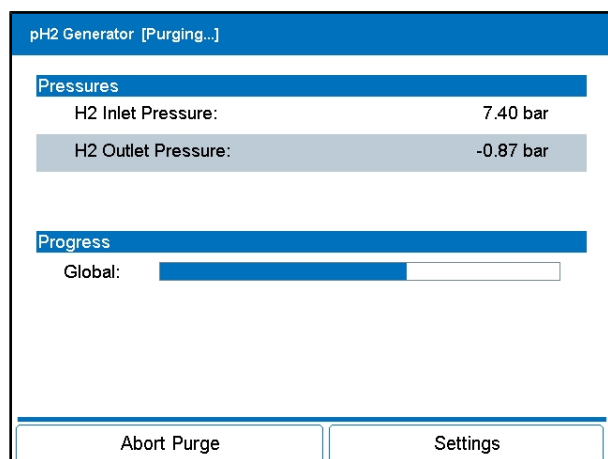 pH2 Generator [Purging...]
Pressures
H2 Inlet Pressure: 7.40 bar
H2 Outlet Pressure: -0.87 bar
Progress
Global:
Abort Purge Settings